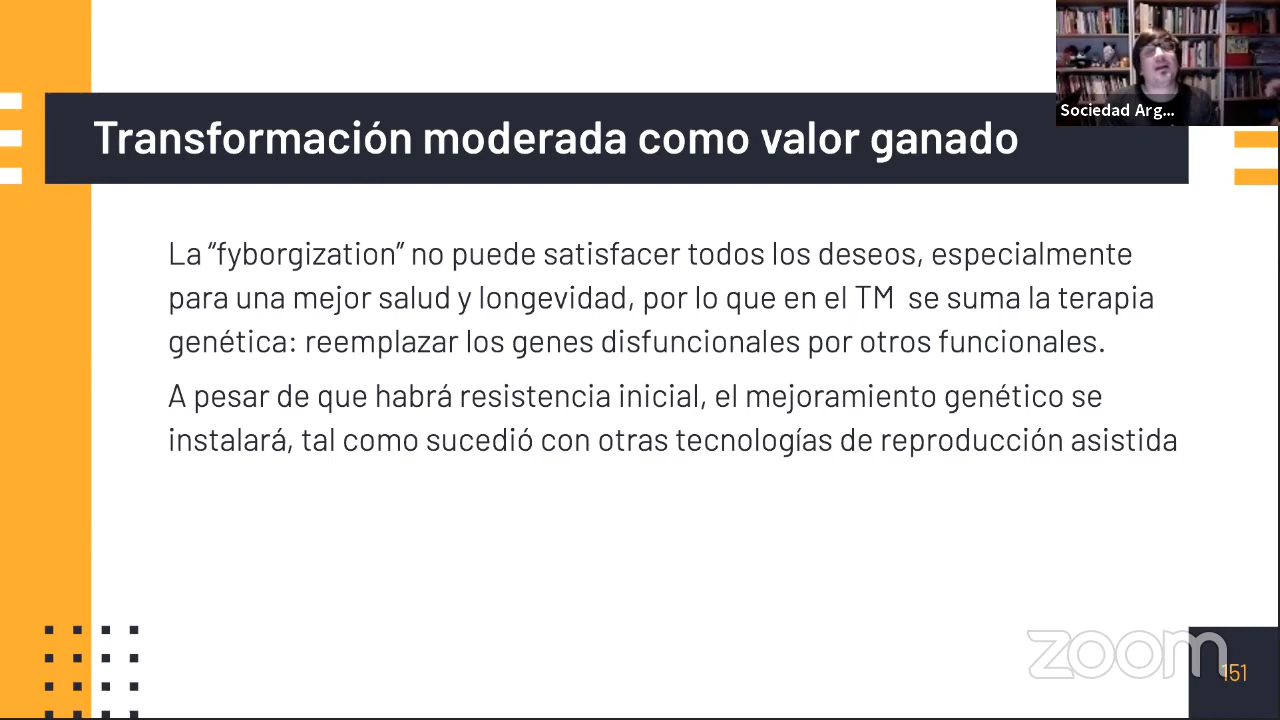 Sociedad Arg...
Transformación moderada como valor ganado
La “fyborgization” no puede satisfacer todos los deseos, especialmente
para una mejor salud y longevidad, por lo que en el TM se suma la terapia
genética: reemplazar los genes disfuncionales por otros funcionales.
A pesar de que habrá resistencia inicial, el mejoramiento genético se
instalará, tal como sucedió con otras tecnologías de reproducción asistida
zoom
151